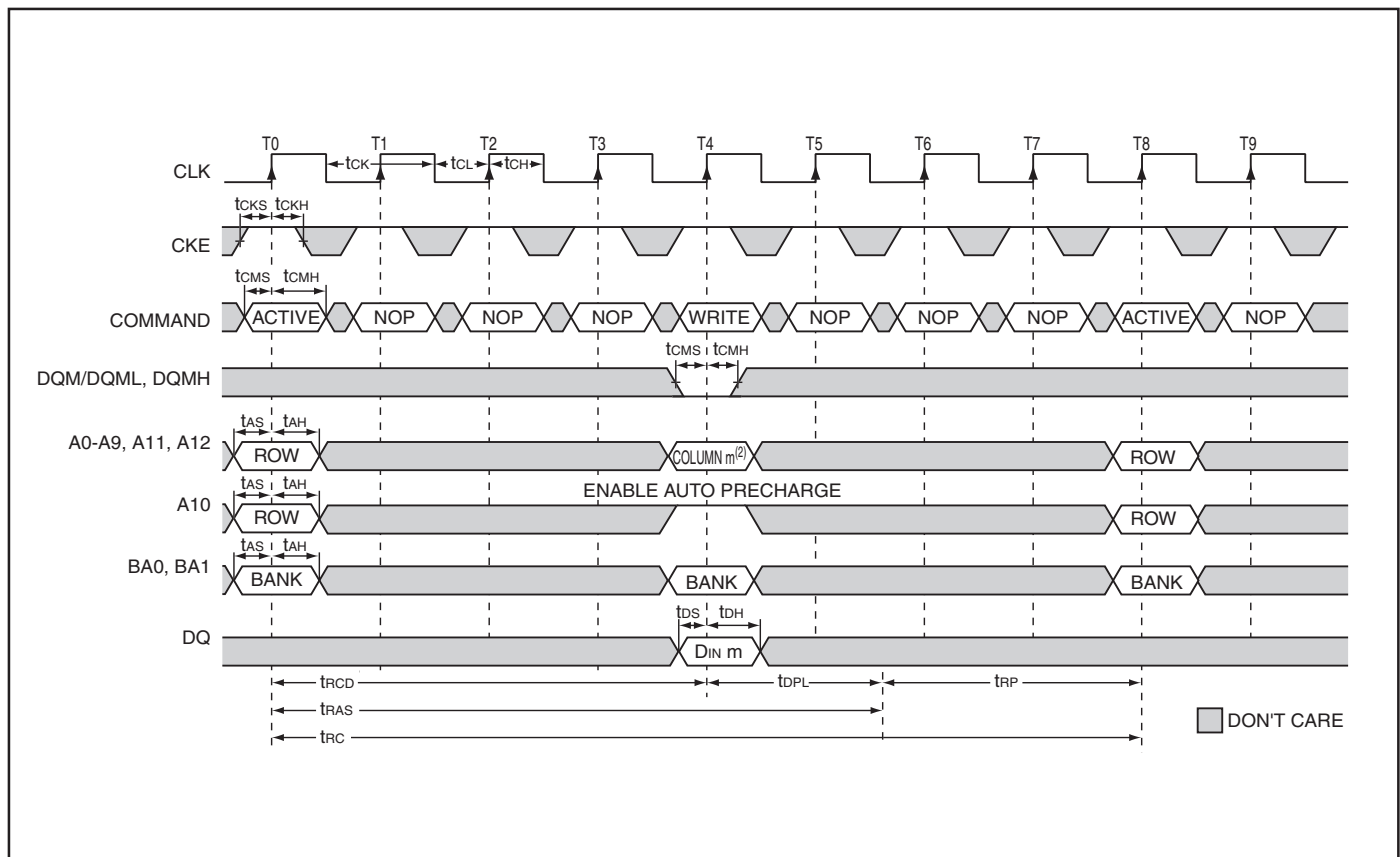 T0 T1 T2 T3 T4 T5 T6 T7 T8 T9
CLK tCK tCL tCH
tCKS tCKH
CKE
tCMS tCMH
COMMAND ACTIVE NOP NOP NOP WRITE NOP NOP NOP ACTIVE NOP
tCMS tCMH
DQM/DQML, DQMH
tAS tAH
A0-A9, A11, A12 ROW COLUMN m(2) ROW
tAS tAH ENABLE AUTO PRECHARGE
A10 ROW ROW
tAS tAH
BA0, BA1 BANK BANK BANK
tDS tDH
DQ DIN m
tRCD tDPL tRP
tRAS
tRC DON'T CARE